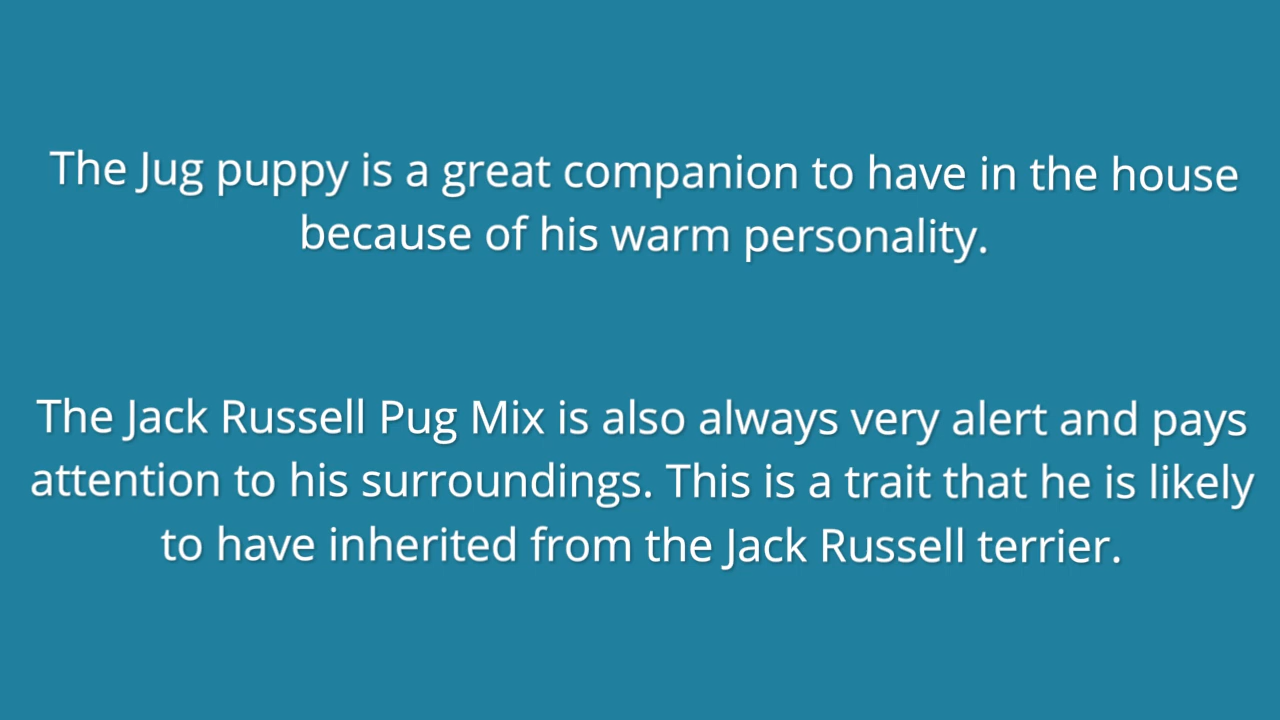 The Jug puppy is a great companion to have in the house
because of his warm personality.
The Jack Russell Pug Mix is also always very alert and pays
attention to his surroundings. This is a trait that he is likely
to have inherited from the Jack Russell terrier.